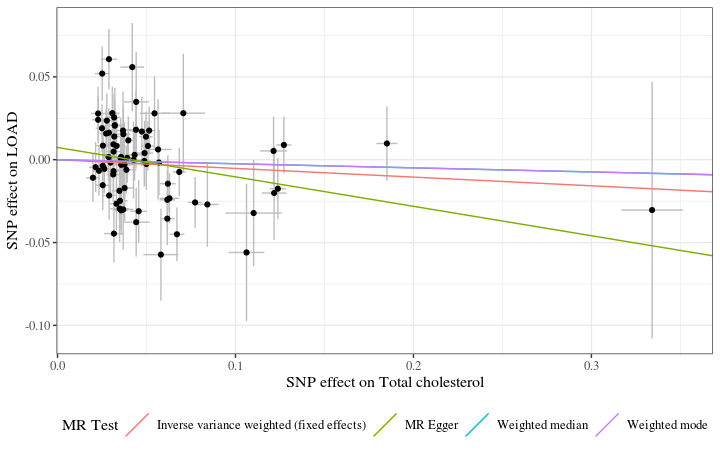 SNP effect on LOAD
0.05
0.00
-0.05
-0.10
0.0 0.1 0.2 0.3
SNP effect on Total cholesterol
MR Test Inverse variance weighted (fixed effects) MR Egger Weighted median Weighted mode